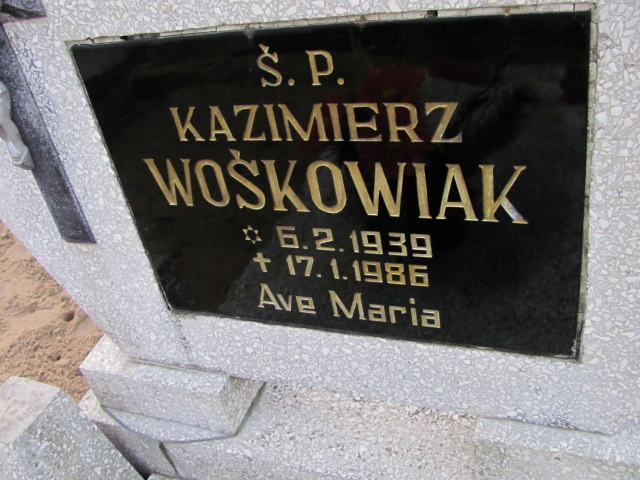 Ś. P.
KAZIMIERZ
WOŚKOWIAK
✡ 6.2.1939
✝ 17.1.1986
Ave Maria